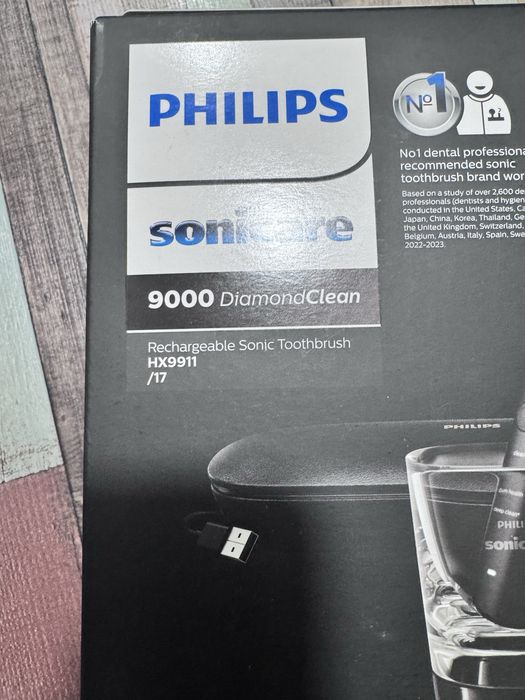 PHILIPS
sonicare
9000 DiamondClean
Rechargeable Sonic Toothbrush
HX9911
/17
Nº1
No1 dental professiona
recommended sonic
toothbrush brand wor
Based on a study of over 2,600 de
professionals (dentists and hygien
conducted in the United States, Ca
Japan, China, Korea, Thailand, Ge
the United Kingdom, Switzerland,
Belgium, Austria, Italy, Spain, Swe
2022-2023.
PHILIPS
PHILI
sonic